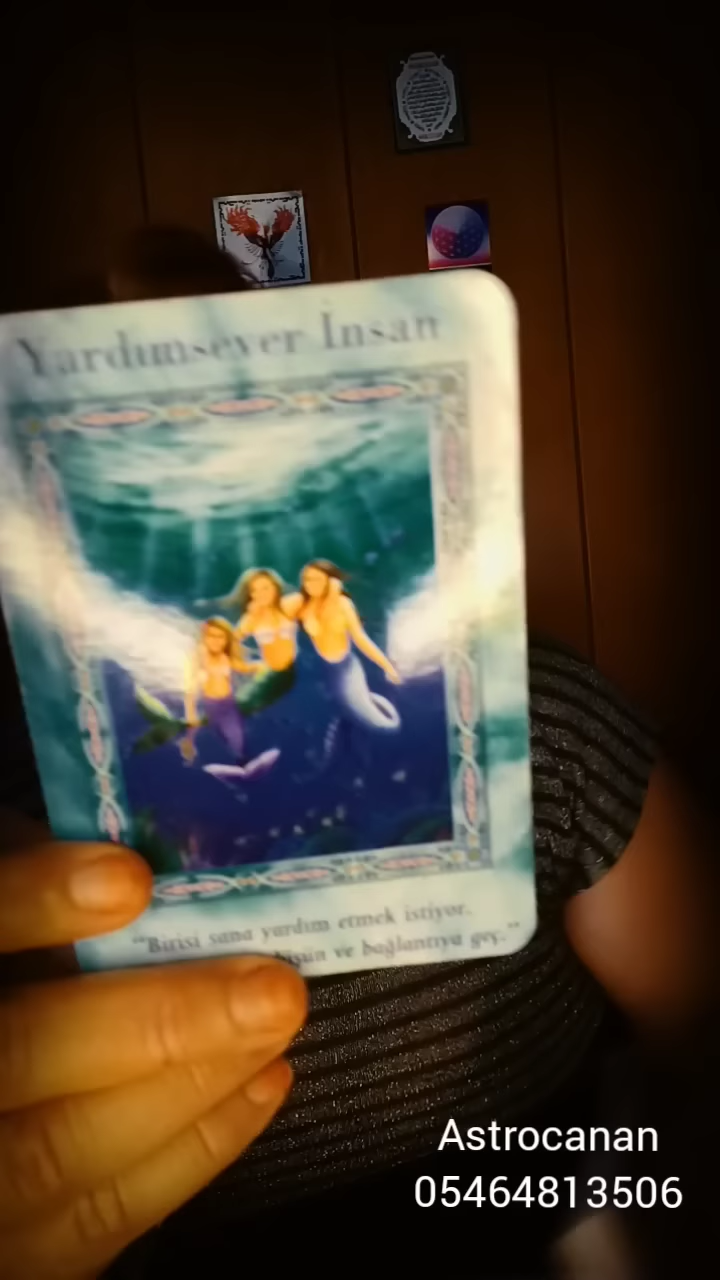 Yardımsever İnsan
"Birisi sana yardım etmek istiyor.
ve bağlantıya geç."
Astrocanan
05464813506